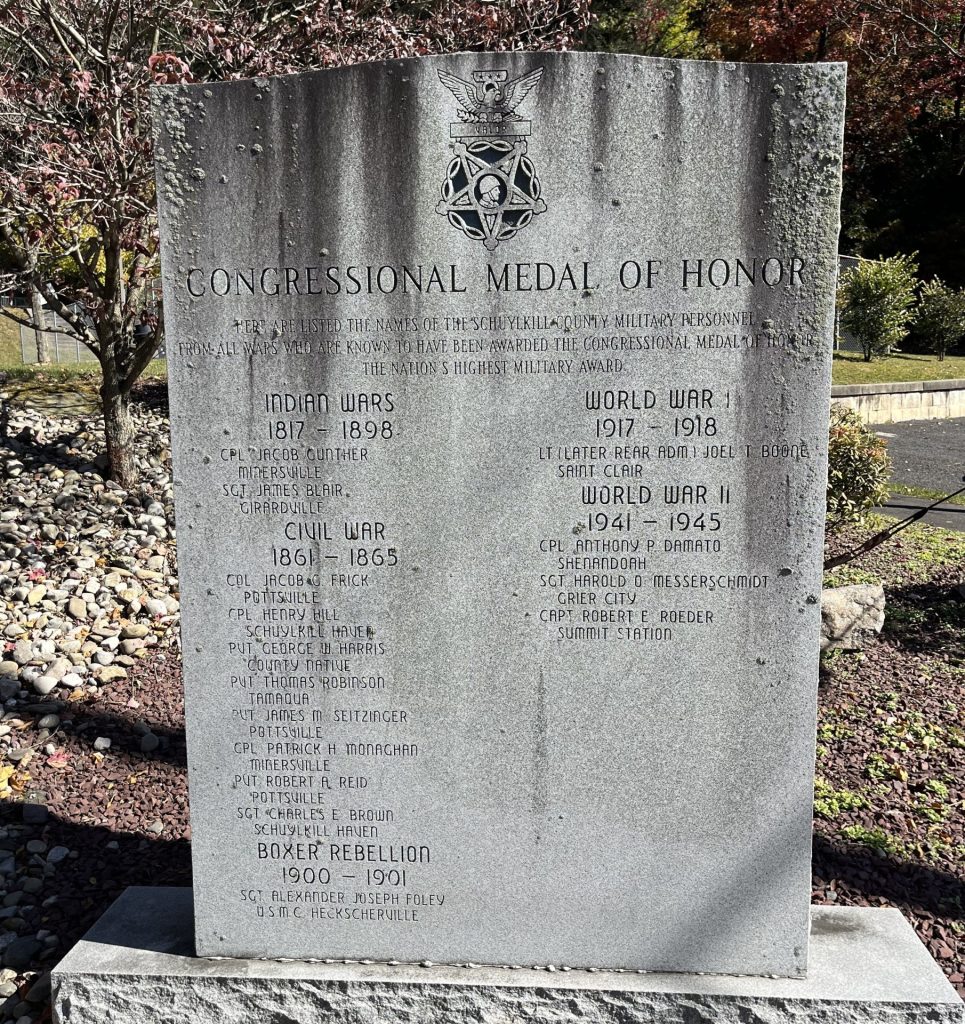 VALOR
CONGRESSIONAL MEDAL OF HONOR
HERE ARE LISTED THE NAMES OF THE SCHUYLKILL COUNTY MILITARY PERSONNEL
FROM ALL WARS WHO ARE KNOWN TO HAVE BEEN AWARDED THE CONGRESSIONAL MEDAL OF HONOR
THE NATION'S HIGHEST MILITARY AWARD.
INDIAN WARS
1817 - 1898
CPL JACOB GUNTHER
MINERSVILLE
SGT JAMES BLAIR
GIRARDVILLE
CIVIL WAR
1861 - 1865
COL JACOB G FRICK
POTTSVILLE
CPL HENRY HILL
SCHUYLKILL HAVEN
PVT GEORGE W HARRIS
COUNTY NATIVE
PVT THOMAS ROBINSON
TAMAQUA
PVT JAMES M SEITZINGER
POTTSVILLE
CPL PATRICK H MONAGHAN
MINERSVILLE
PVT ROBERT A REID
POTTSVILLE
SGT CHARLES E BROWN
SCHUYLKILL HAVEN
BOXER REBELLION
1900 - 1901
SGT ALEXANDER JOSEPH FOLEY
U.S.M.C. HECKSCHERVILLE
WORLD WAR I
1917 - 1918
LT (LATER REAR ADM.) JOEL T BOONE
SAINT CLAIR
WORLD WAR II
1941 - 1945
CPL ANTHONY P DAMATO
SHENANDOAH
SGT HAROLD O MESSERSCHMIDT
GRIER CITY
CAPT ROBERT E ROEDER
SUMMIT STATION